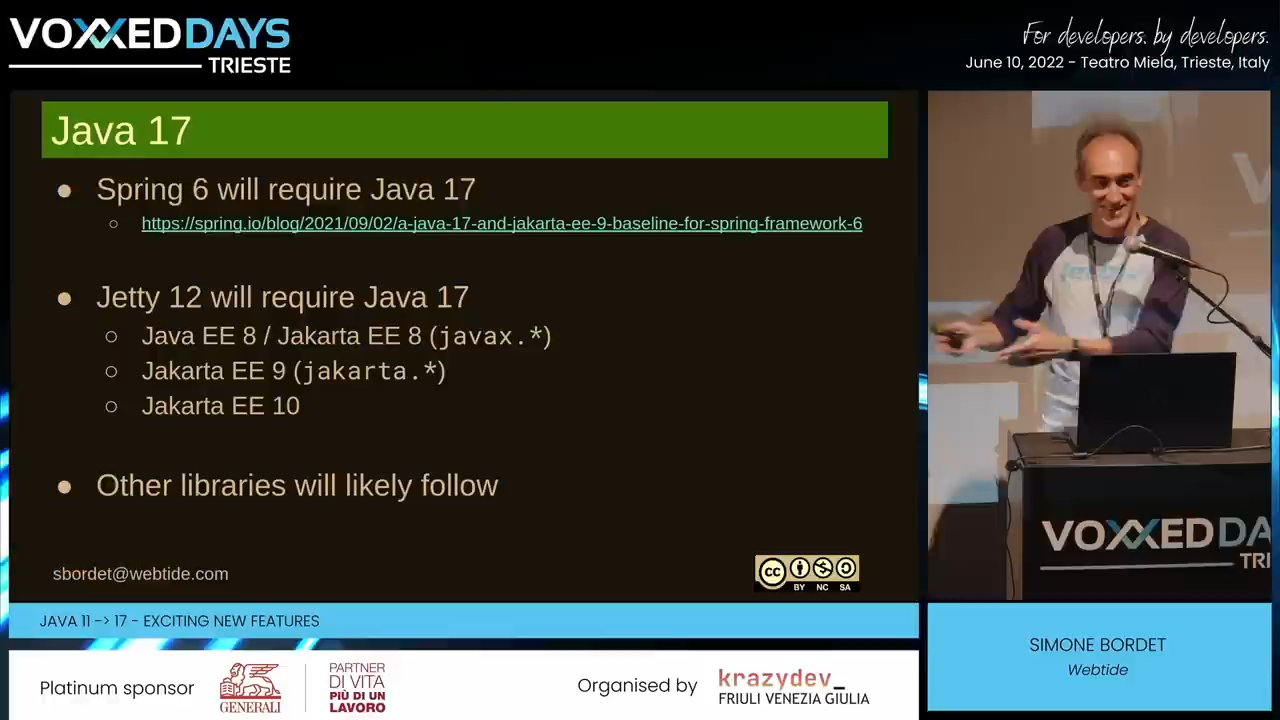 VOXXEDDAYS
TRIESTE
For developers, by developers.
June 10, 2022 - Teatro Miela, Trieste, Italy
Java 17
● Spring 6 will require Java 17
○ https://spring.io/blog/2021/09/02/a-java-17-and-jakarta-ee-9-baseline-for-spring-framework-6
● Jetty 12 will require Java 17
○ Java EE 8 / Jakarta EE 8 (javax.*)
○ Jakarta EE 9 (jakarta.*)
○ Jakarta EE 10
● Other libraries will likely follow
sbordet@webtide.com
cc
BY NC SA
VOXXEDDA
TRI
JAVA 11 -> 17 - EXCITING NEW FEATURES
SIMONE BORDET
Webtide
Platinum sponsor
GENERALI
PARTNER
DI VITA
PIÙ DI UN
LAVORO
Organised by
krazydev_
FRIULI VENEZIA GIULIA